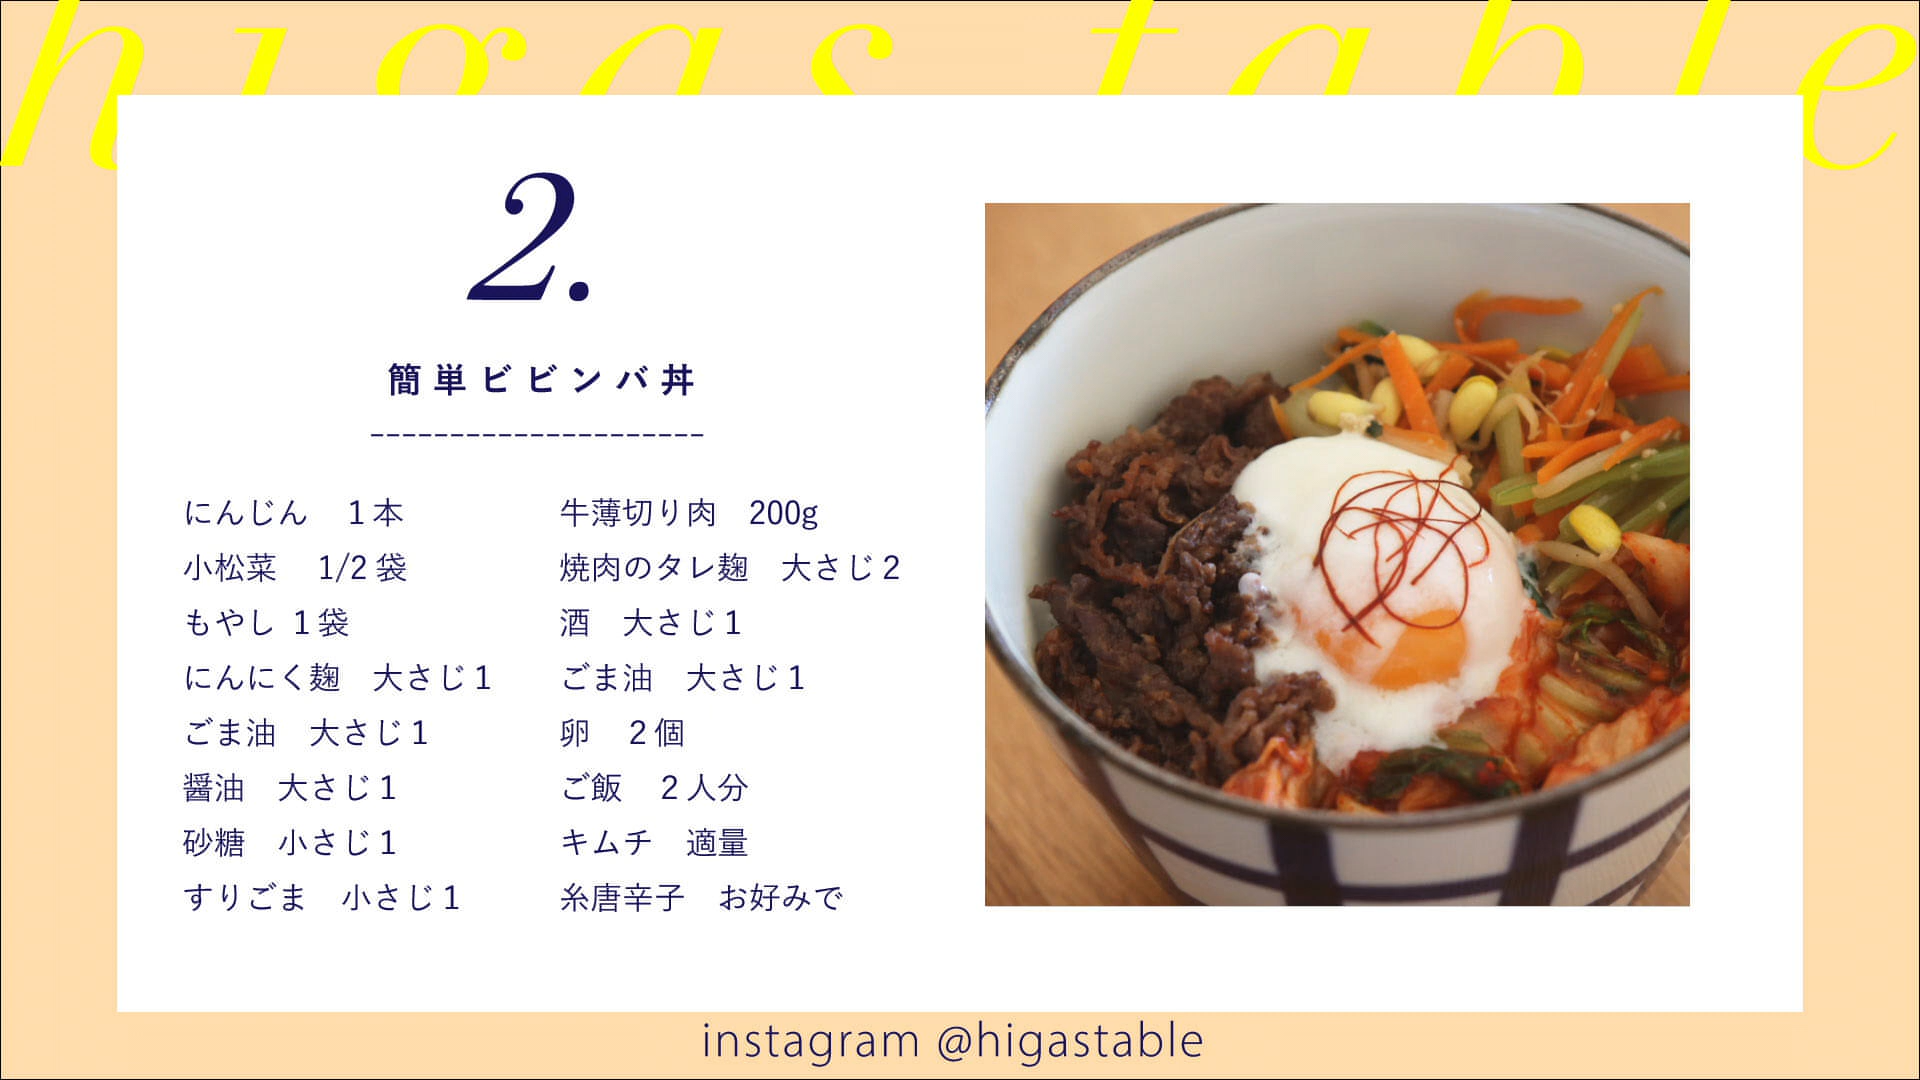 higas table
2.
簡単ビビンバ丼
にんじん　1本
小松菜　1/2袋
もやし 1袋
にんにく麹　大さじ1
ごま油　大さじ1
醤油　大さじ1
砂糖　小さじ1
すりごま　小さじ1
牛薄切り肉　200g
焼肉のタレ麹　大さじ2
酒　大さじ1
ごま油　大さじ1
卵　2個
ご飯　2人分
キムチ　適量
糸唐辛子　お好みで
instagram @higastable